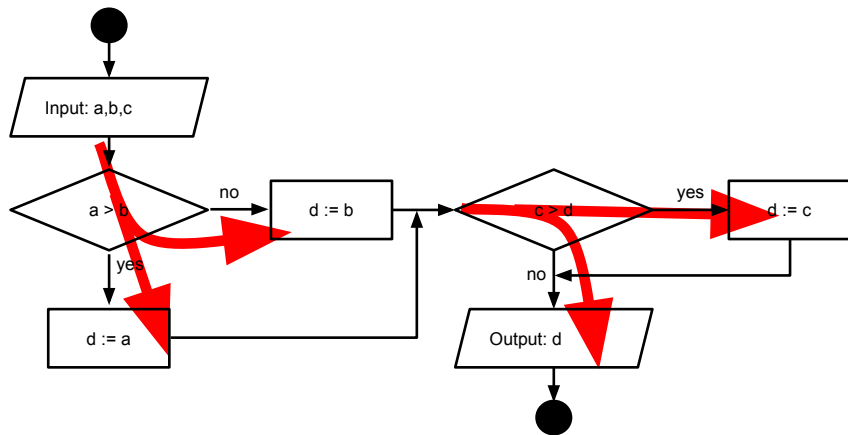 Input: a,b,c
a > b
no
d := b
yes
d := a
c > d
yes
d := c
no
Output: d